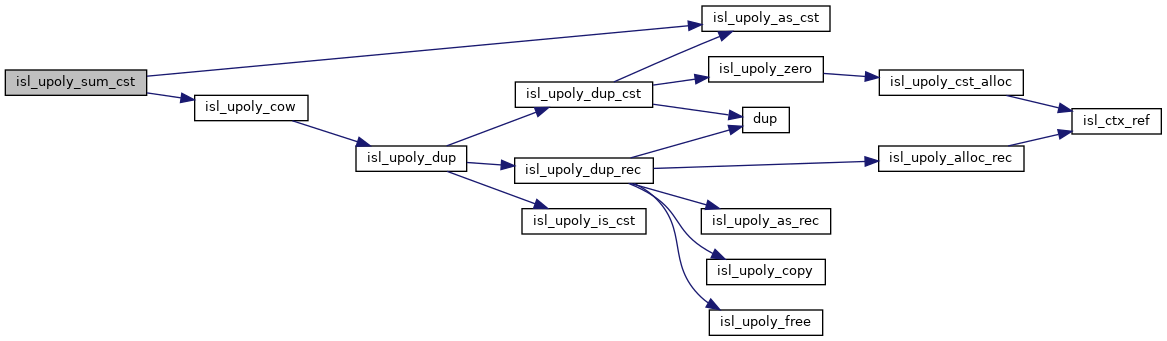 isl_upoly_sum_cst
isl_upoly_as_cst
isl_upoly_cow
isl_upoly_dup
isl_upoly_dup_cst
isl_upoly_zero
isl_upoly_cst_alloc
isl_ctx_ref
dup
isl_upoly_dup_rec
isl_upoly_alloc_rec
isl_upoly_is_cst
isl_upoly_as_rec
isl_upoly_copy
isl_upoly_free